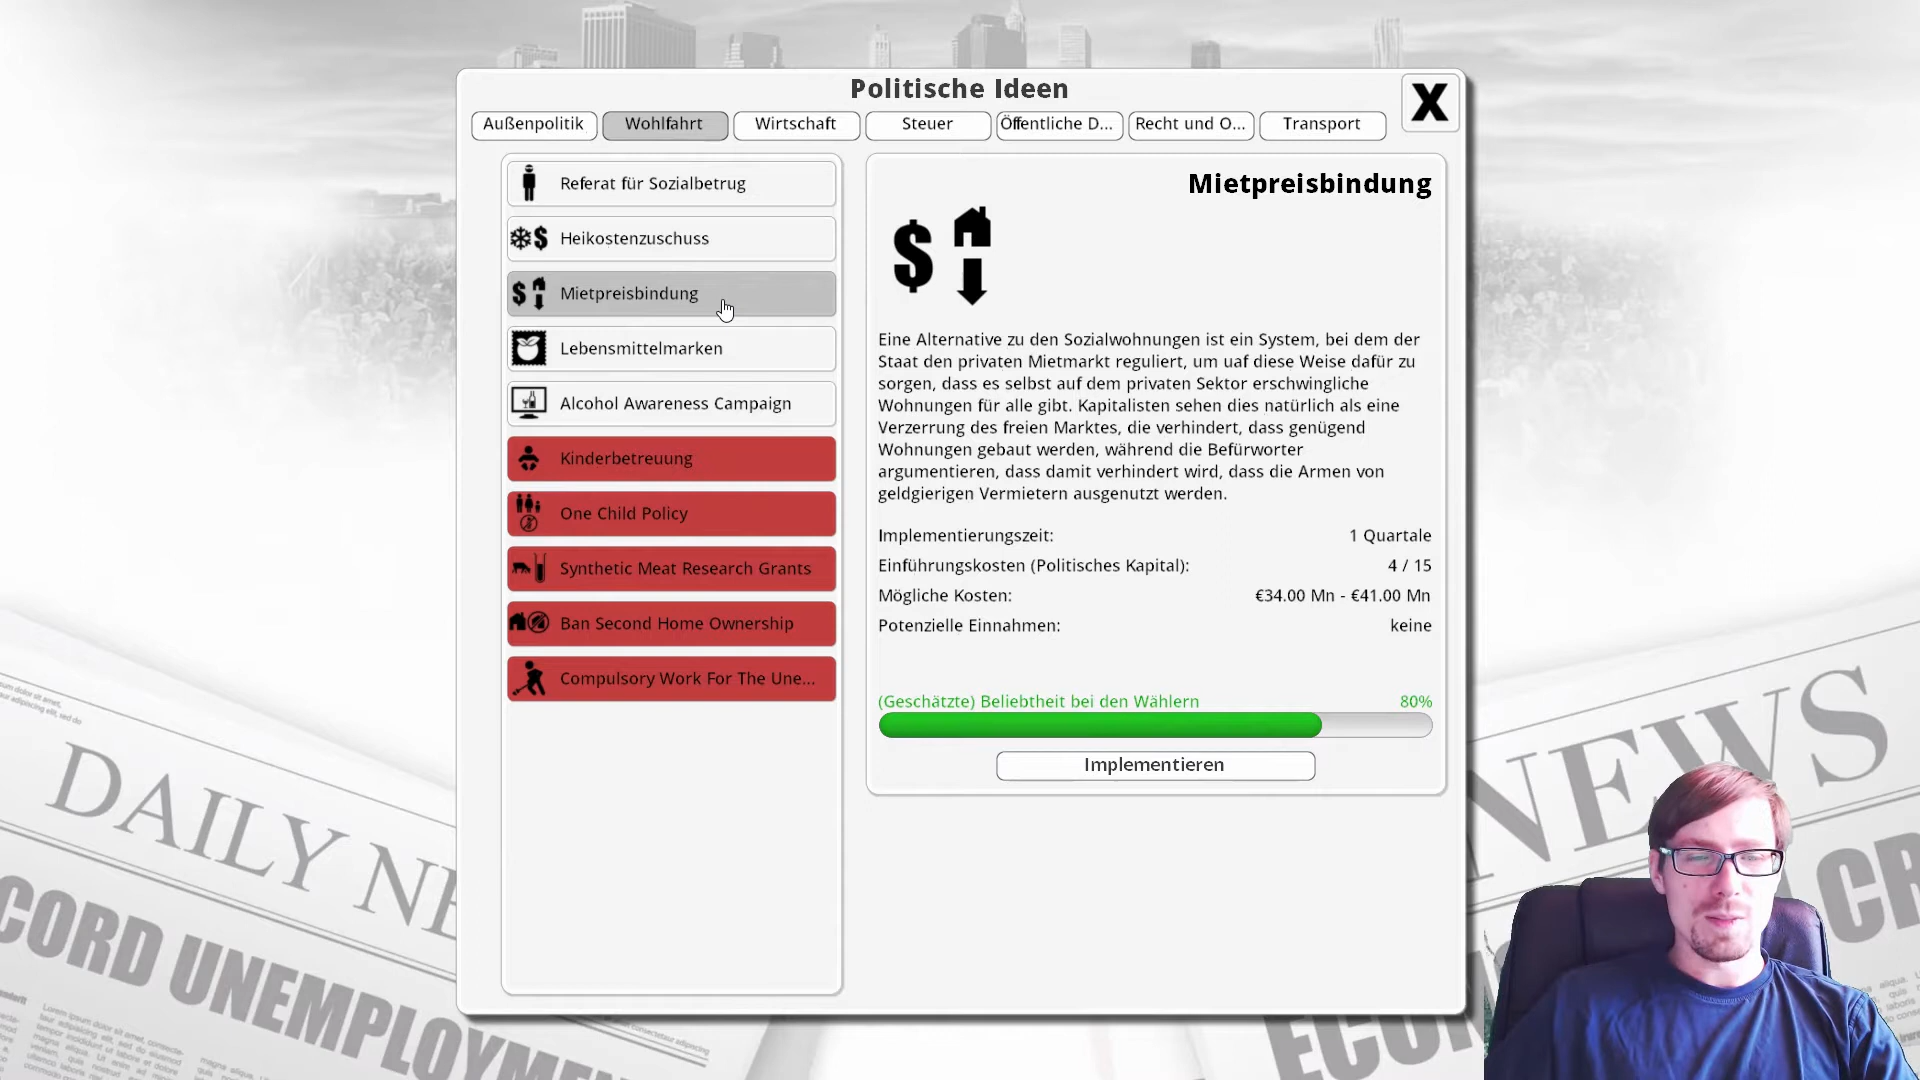 Politische Ideen
X
Außenpolitik
Wohlfahrt
Wirtschaft
Steuer
Öffentliche D...
Recht und O...
Transport
Referat für Sozialbetrug
Heikostenzuschuss
Mietpreisbindung
Lebensmittelmarken
Alcohol Awareness Campaign
Kinderbetreuung
One Child Policy
Synthetic Meat Research Grants
Ban Second Home Ownership
Compulsory Work For The Une...
Mietpreisbindung
Eine Alternative zu den Sozialwohnungen ist ein System, bei dem der
Staat den privaten Mietmarkt reguliert, um uaf diese Weise dafür zu
sorgen, dass es selbst auf dem privaten Sektor erschwingliche
Wohnungen für alle gibt. Kapitalisten sehen dies natürlich als eine
Verzerrung des freien Marktes, die verhindert, dass genügend
Wohnungen gebaut werden, während die Befürworter
argumentieren, dass damit verhindert wird, dass die Armen von
geldgierigen Vermietern ausgenutzt werden.
Implementierungszeit: 1 Quartale
Einführungskosten (Politisches Kapital): 4 / 15
Mögliche Kosten: €34.00 Mn - €41.00 Mn
Potenzielle Einnahmen: keine
(Geschätzte) Beliebtheit bei den Wählern 80%
Implementieren
DAILY NE
CORD UNEMPLOYM
NEWS